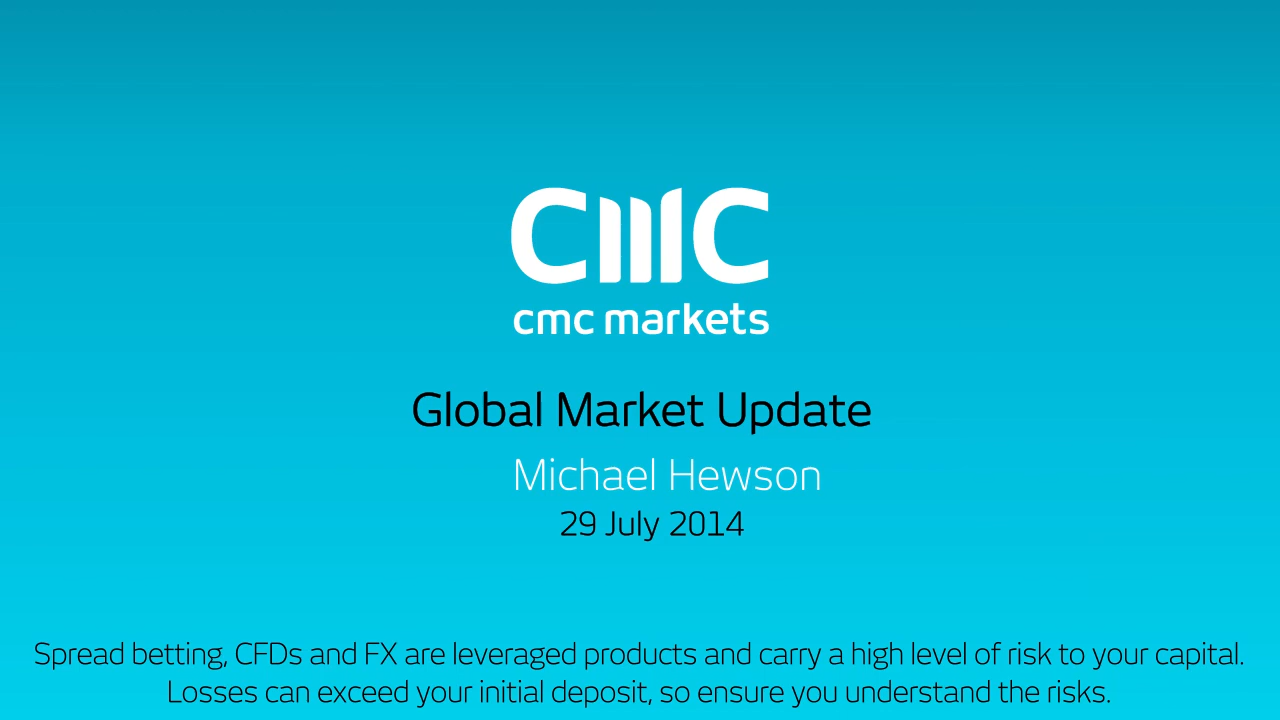 CMC
cmc markets
Global Market Update
Michael Hewson
29 July 2014
Spread betting, CFDs and FX are leveraged products and carry a high level of risk to your capital.
Losses can exceed your initial deposit, so ensure you understand the risks.